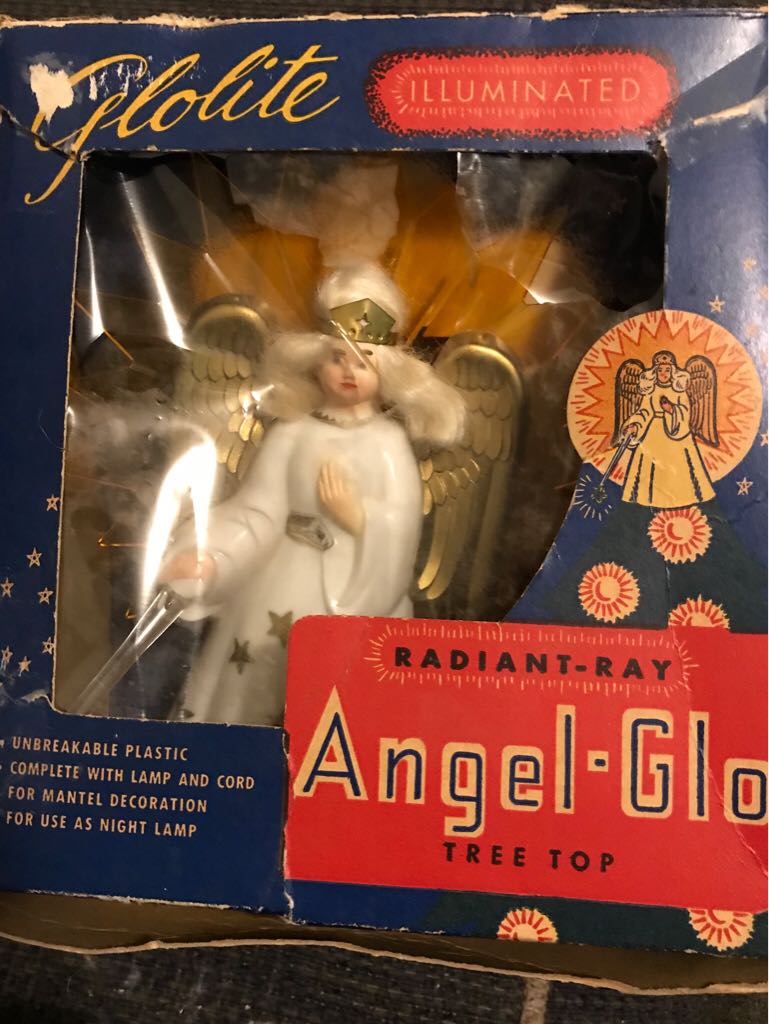 Glolite
ILLUMINATED
RADIANT-RAY
Angel-Glo
TREE TOP
UNBREAKABLE PLASTIC
COMPLETE WITH LAMP AND CORD
FOR MANTEL DECORATION
FOR USE AS NIGHT LAMP